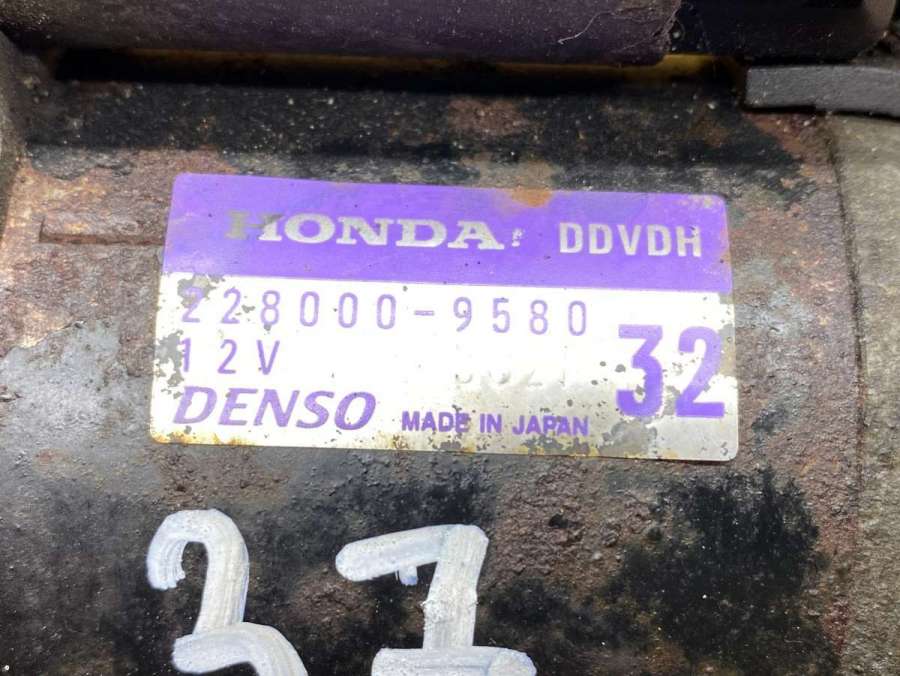 HONDA DDVDH
228000-9580
12V
32
DENSO MADE IN JAPAN